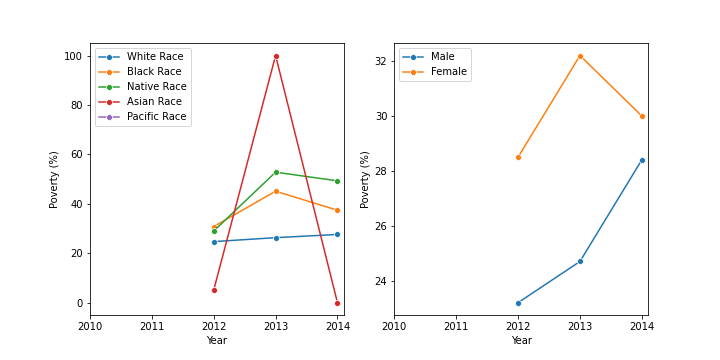 100
80
60
40
20
0
Poverty (%)
2010 2011 2012 2013 2014
Year
White Race
Black Race
Native Race
Asian Race
Pacific Race
32
30
28
26
24
Poverty (%)
2010 2011 2012 2013 2014
Year
Male
Female